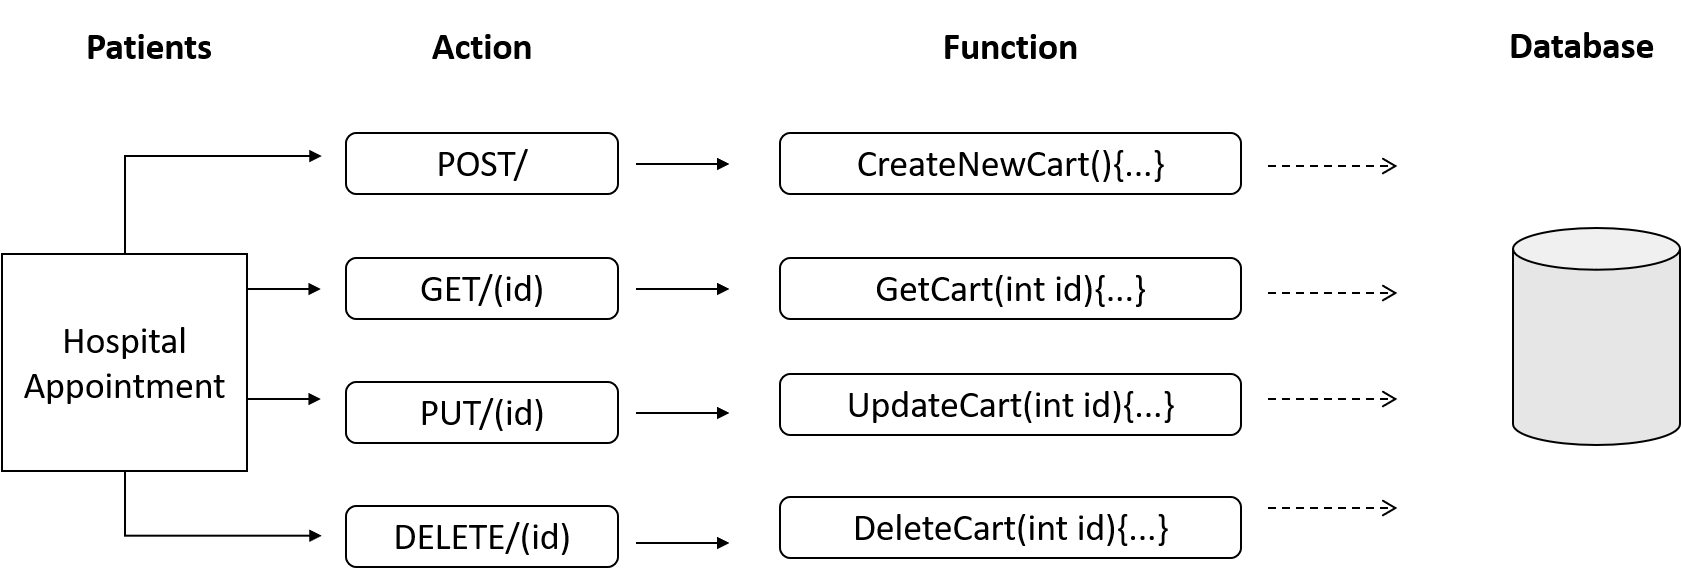 Patients
Action
Function
Database
POST/
CreateNewCart(){...}
GET/(id)
GetCart(int id){...}
Hospital
Appointment
PUT/(id)
UpdateCart(int id){...}
DELETE/(id)
DeleteCart(int id){...}